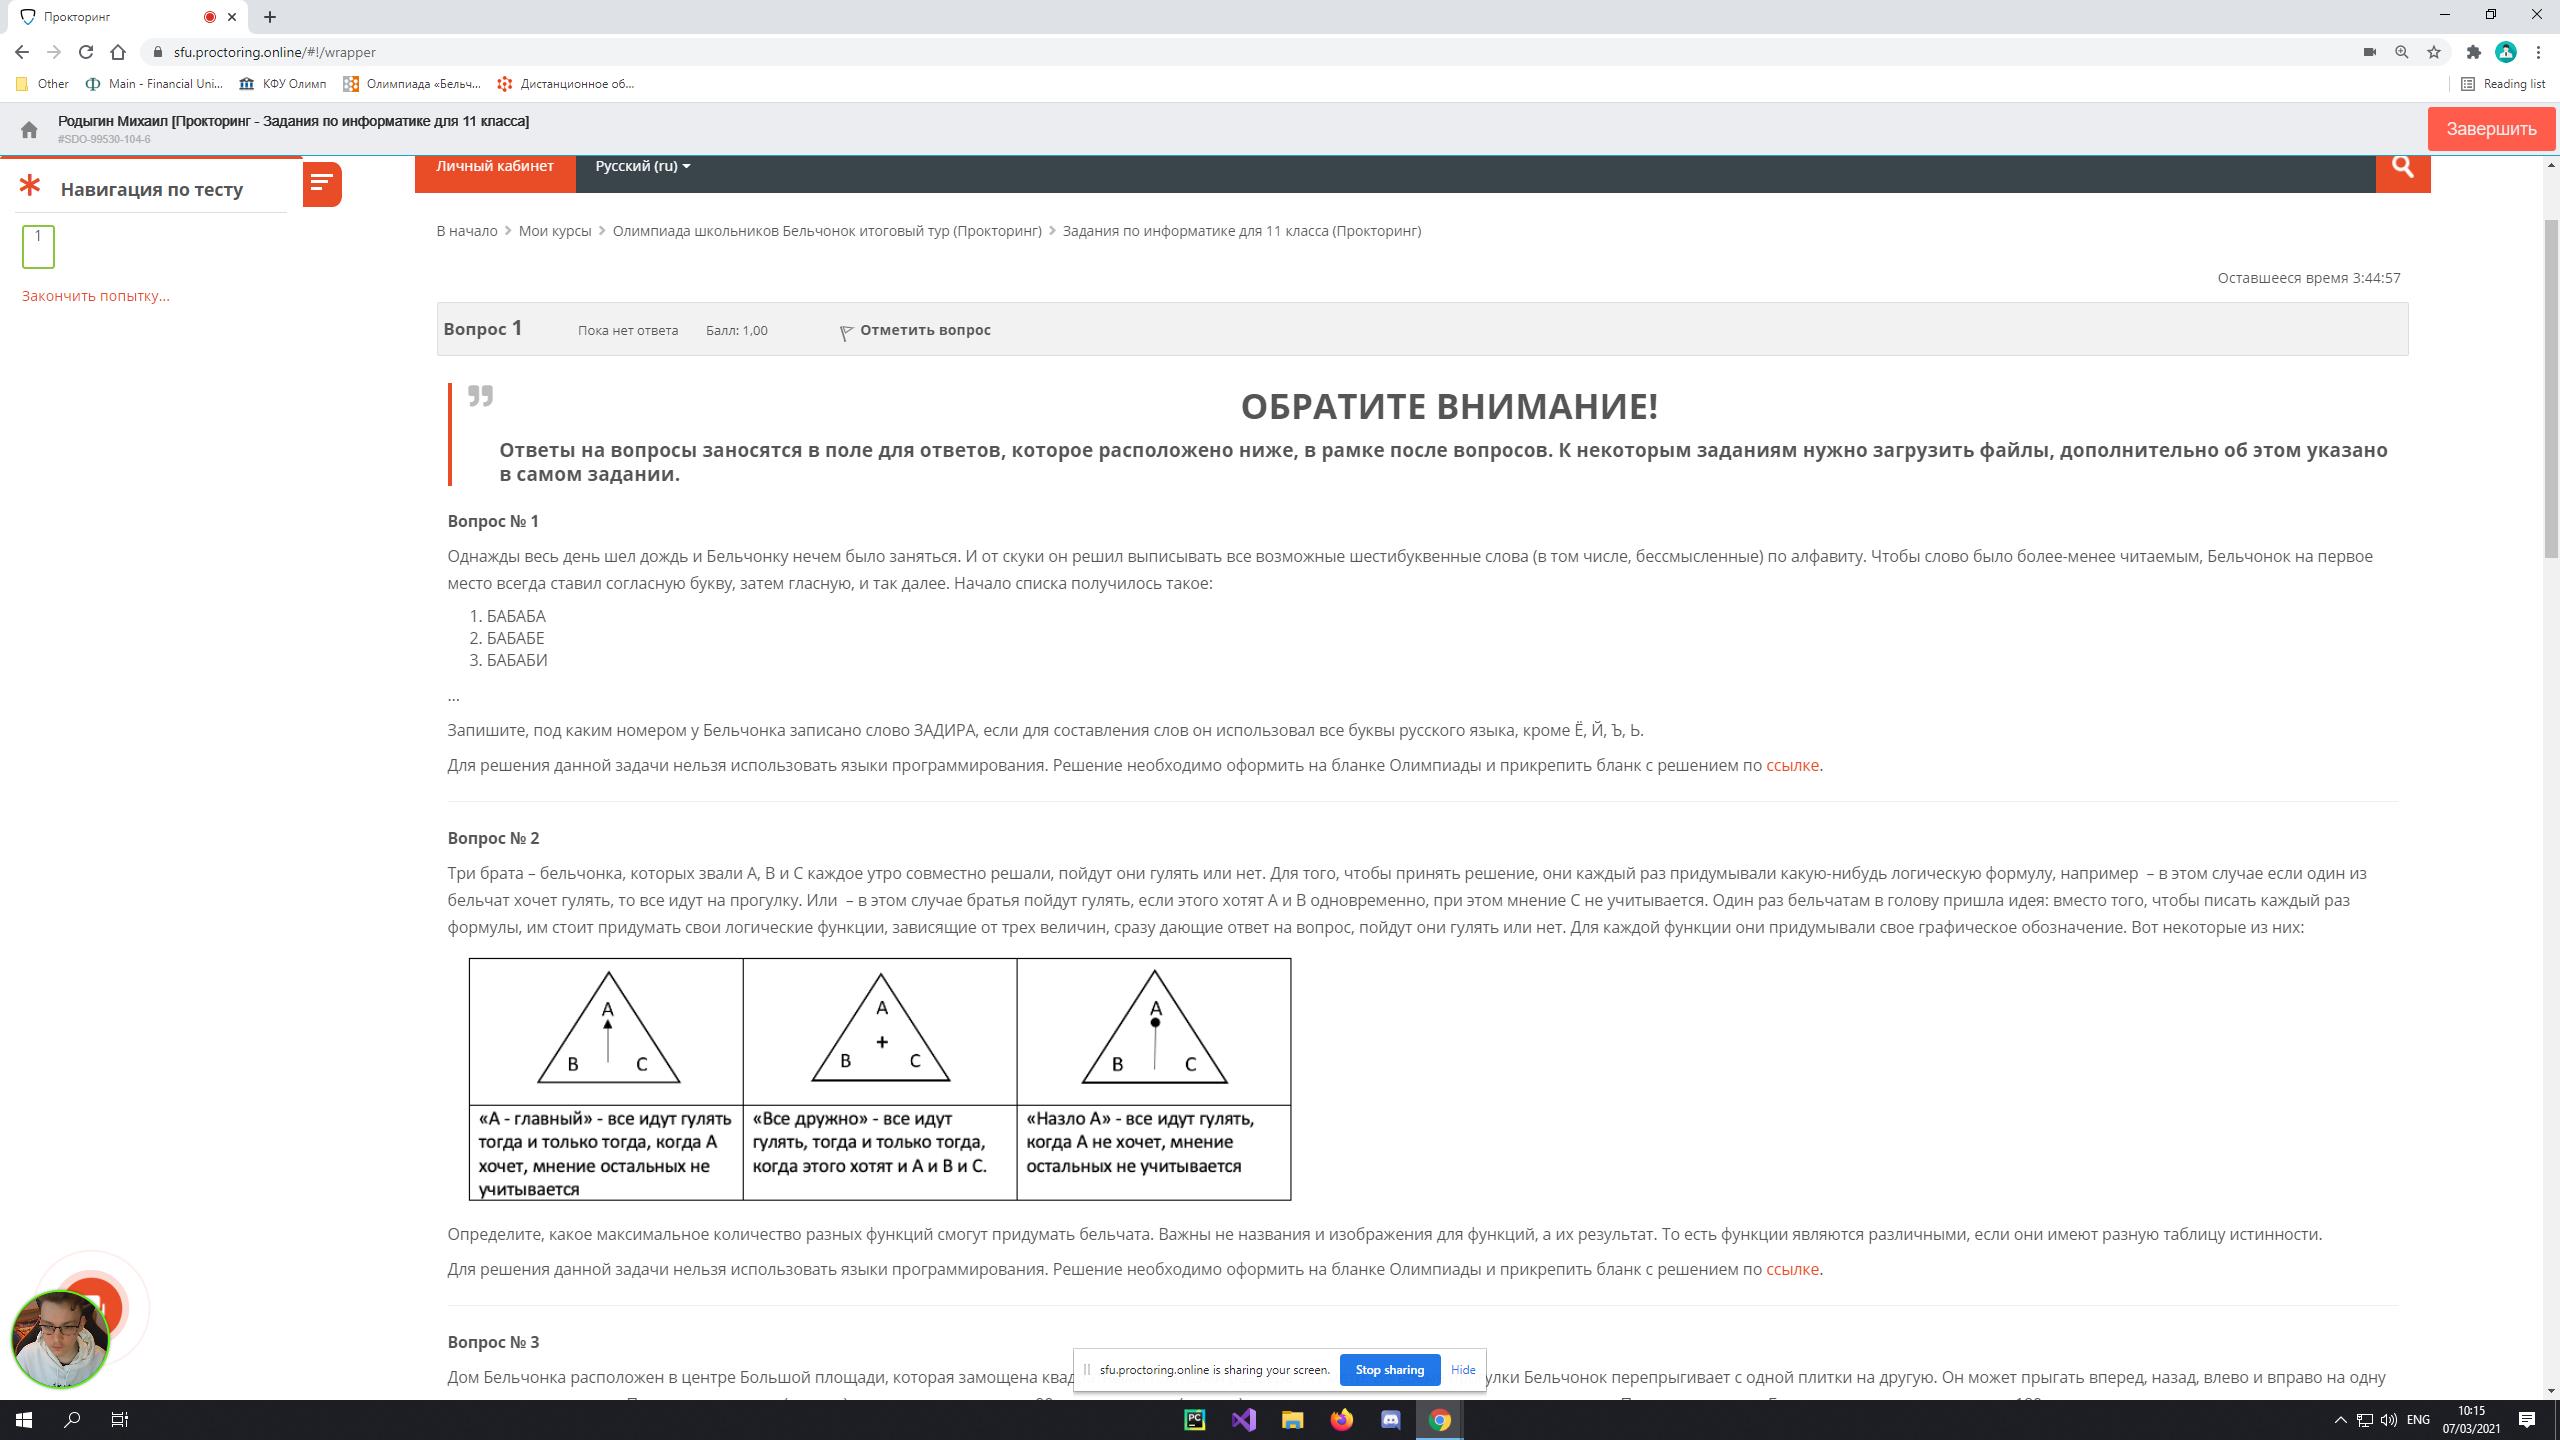 Прокторинг
sfu.proctoring.online/#!/wrapper
Other
Main - Financial Uni...
КФУ Олимп
Олимпиада «Бельч...
Дистанционное об...
Reading list
Родыгин Михаил [Прокторинг - Задания по информатике для 11 класса]
#SDO-99530-104-6
Завершить
Навигация по тесту
1
Закончить попытку...
Личный кабинет
Русский (ru)
В начало
Мои курсы
Олимпиада школьников Бельчонок итоговый тур (Прокторинг)
Задания по информатике для 11 класса (Прокторинг)
Оставшееся время 3:44:57
Вопрос 1
Пока нет ответа
Балл: 1,00
Отметить вопрос
ОБРАТИТЕ ВНИМАНИЕ!
Ответы на вопросы заносятся в поле для ответов, которое расположено ниже, в рамке после вопросов. К некоторым заданиям нужно загрузить файлы, дополнительно об этом указано
в самом задании.
Вопрос № 1
Однажды весь день шел дождь и Бельчонку нечем было заняться. И от скуки он решил выписывать все возможные шестибуквенные слова (в том числе, бессмысленные) по алфавиту. Чтобы слово было более-менее читаемым, Бельчонок на первое
место всегда ставил согласную букву, затем гласную, и так далее. Начало списка получилось такое:
1. БАБАБА
2. БАБАБЕ
3. БАБАБИ
...
Запишите, под каким номером у Бельчонка записано слово ЗАДИРА, если для составления слов он использовал все буквы русского языка, кроме Ё, Й, Ъ, Ь.
Для решения данной задачи нельзя использовать языки программирования. Решение необходимо оформить на бланке Олимпиады и прикрепить бланк с решением по ссылке.
Вопрос № 2
Три брата – бельчонка, которых звали А, В и С каждое утро совместно решали, пойдут они гулять или нет. Для того, чтобы принять решение, они каждый раз придумывали какую-нибудь логическую формулу, например – в этом случае если один из
бельчат хочет гулять, то все идут на прогулку. Или – в этом случае братья пойдут гулять, если этого хотят А и В одновременно, при этом мнение С не учитывается. Один раз бельчатам в голову пришла идея: вместо того, чтобы писать каждый раз
формулы, им стоит придумать свои логические функции, зависящие от трех величин, сразу дающие ответ на вопрос, пойдут они гулять или нет. Для каждой функции они придумывали свое графическое обозначение. Вот некоторые из них:
A
B C
A
+
B C
A
B C
«А - главный» - все идут гулять
тогда и только тогда, когда А
хочет, мнение остальных не
учитывается
«Все дружно» - все идут
гулять, тогда и только тогда,
когда этого хотят и А и В и С.
«Назло А» - все идут гулять,
когда А не хочет, мнение
остальных не учитывается
Определите, какое максимальное количество разных функций смогут придумать бельчата. Важны не названия и изображения для функций, а их результат. То есть функции являются различными, если они имеют разную таблицу истинности.
Для решения данной задачи нельзя использовать языки программирования. Решение необходимо оформить на бланке Олимпиады и прикрепить бланк с решением по ссылке.
Вопрос № 3
Дом Бельчонка расположен в центре Большой площади, которая замощена
Бельчонок перепрыгивает с одной плитки на другую. Он может прыгать вперед, назад, влево и вправо на одну
sfu.proctoring.online is sharing your screen.
Stop sharing
Hide
PC
ENG
10:15
07/03/2021